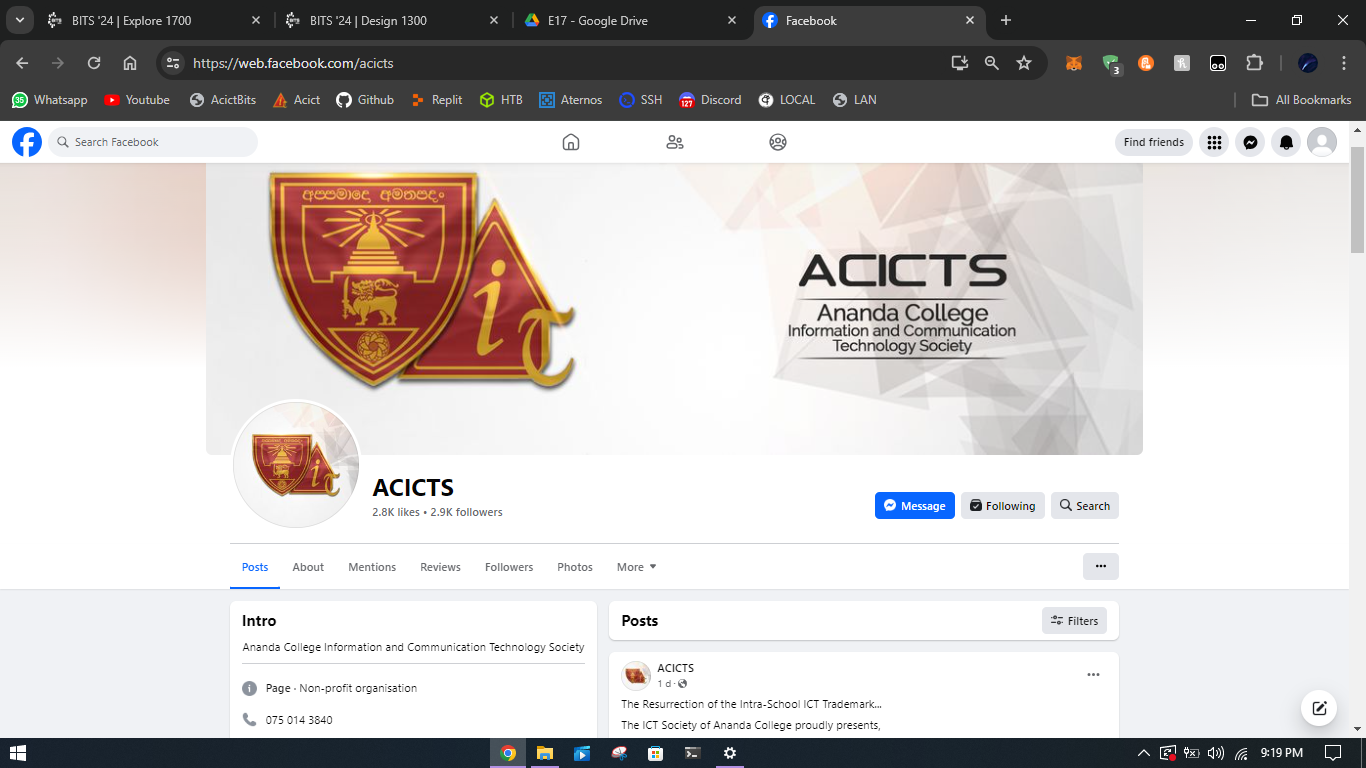 BITS '24 | Explore 1700
BITS '24 | Design 1300
E17 - Google Drive
Facebook
https://web.facebook.com/acicts
3
35
Whatsapp
Youtube
AcictBits
Acict
Github
Replit
HTB
Aternos
SSH
127
Discord
LOCAL
LAN
All Bookmarks
Search Facebook
Find friends
අප්පමාදො අමතපදං
iT
ACICTS
Ananda College
Information and Communication
Technology Society
iT
ACICTS
2.8K likes • 2.9K followers
Message
Following
Search
Posts
About
Mentions
Reviews
Followers
Photos
More
Intro
Ananda College Information and Communication Technology Society
Page · Non-profit organisation
075 014 3840
Posts
Filters
ACICTS
1 d ·
The Resurrection of the Intra-School ICT Trademark...
The ICT Society of Ananda College proudly presents,
9:19 PM